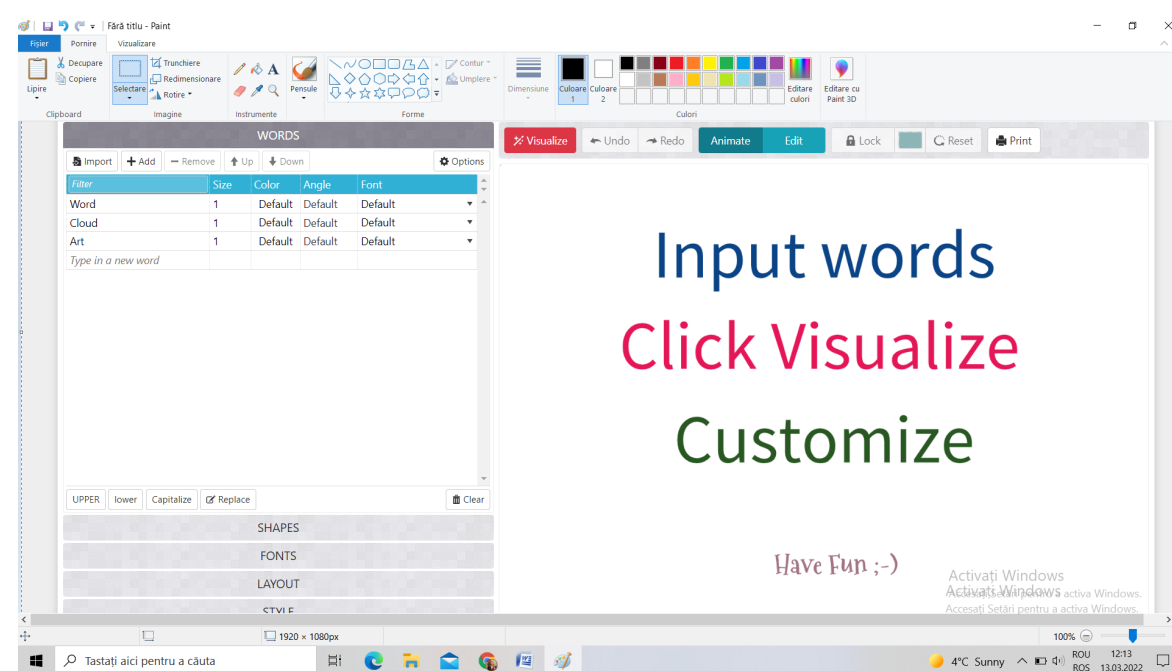 Fără titlu - Paint
Fișier Pornire Vizualizare
Lipire
Decupare
Copiere
Clipboard
Selectare
Trunchiere
Redimensionare
Rotire
Imagine
Pensule
Instrumente
Contur
Umplere
Forme
Dimensiune
Culoare 1
Culoare 2
Editare culori
Culori
Editare cu Paint 3D
WORDS
Import Add Remove Up Down Options
Filter Size Color Angle Font
Word 1 Default Default Default
Cloud 1 Default Default Default
Art 1 Default Default Default
Type in a new word
UPPER lower Capitalize Replace Clear
SHAPES
FONTS
LAYOUT
STYLE
Visualize Undo Redo Animate Edit Lock Reset Print
Input words
Click Visualize
Customize
Have Fun ;-)
Activați Windows
Accesați Setări pentru a activa Windows.
1920 × 1080px
100%
Tastați aici pentru a căuta
4°C Sunny
ROU 12:13
ROS 13.03.2022